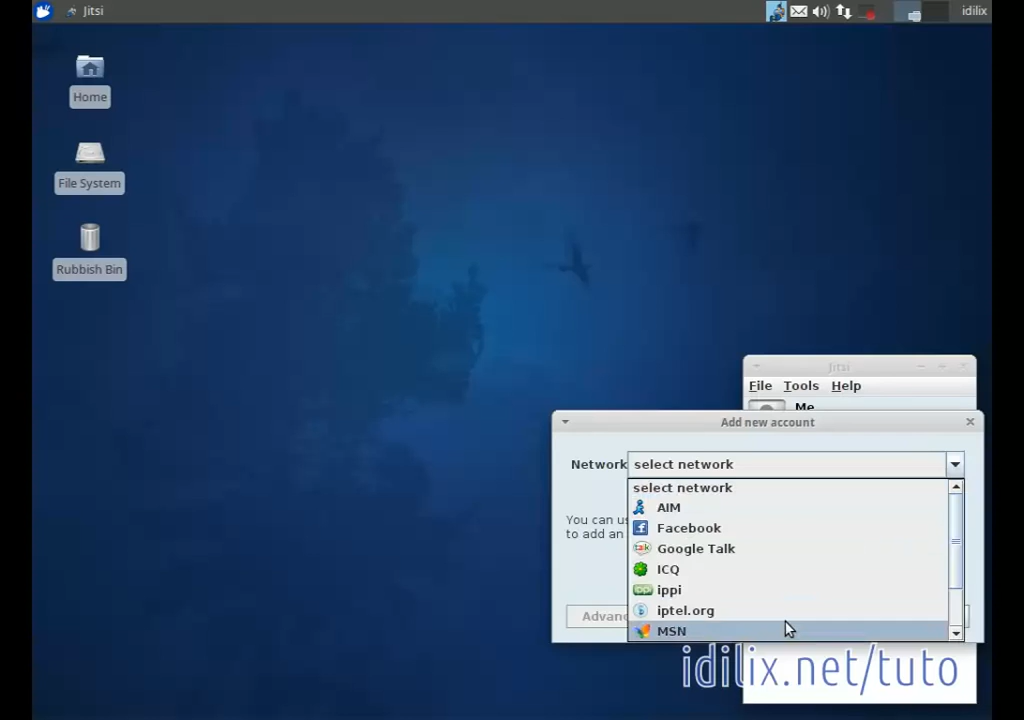 Jitsi
idilix
Home
File System
Rubbish Bin
Jitsi
File Tools Help
Me
Add new account
Network select network
select network
AIM
Facebook
talk Google Talk
ICQ
ippi
iptel.org
MSN
You can us
to add an
Advanc
idilix.net/tuto